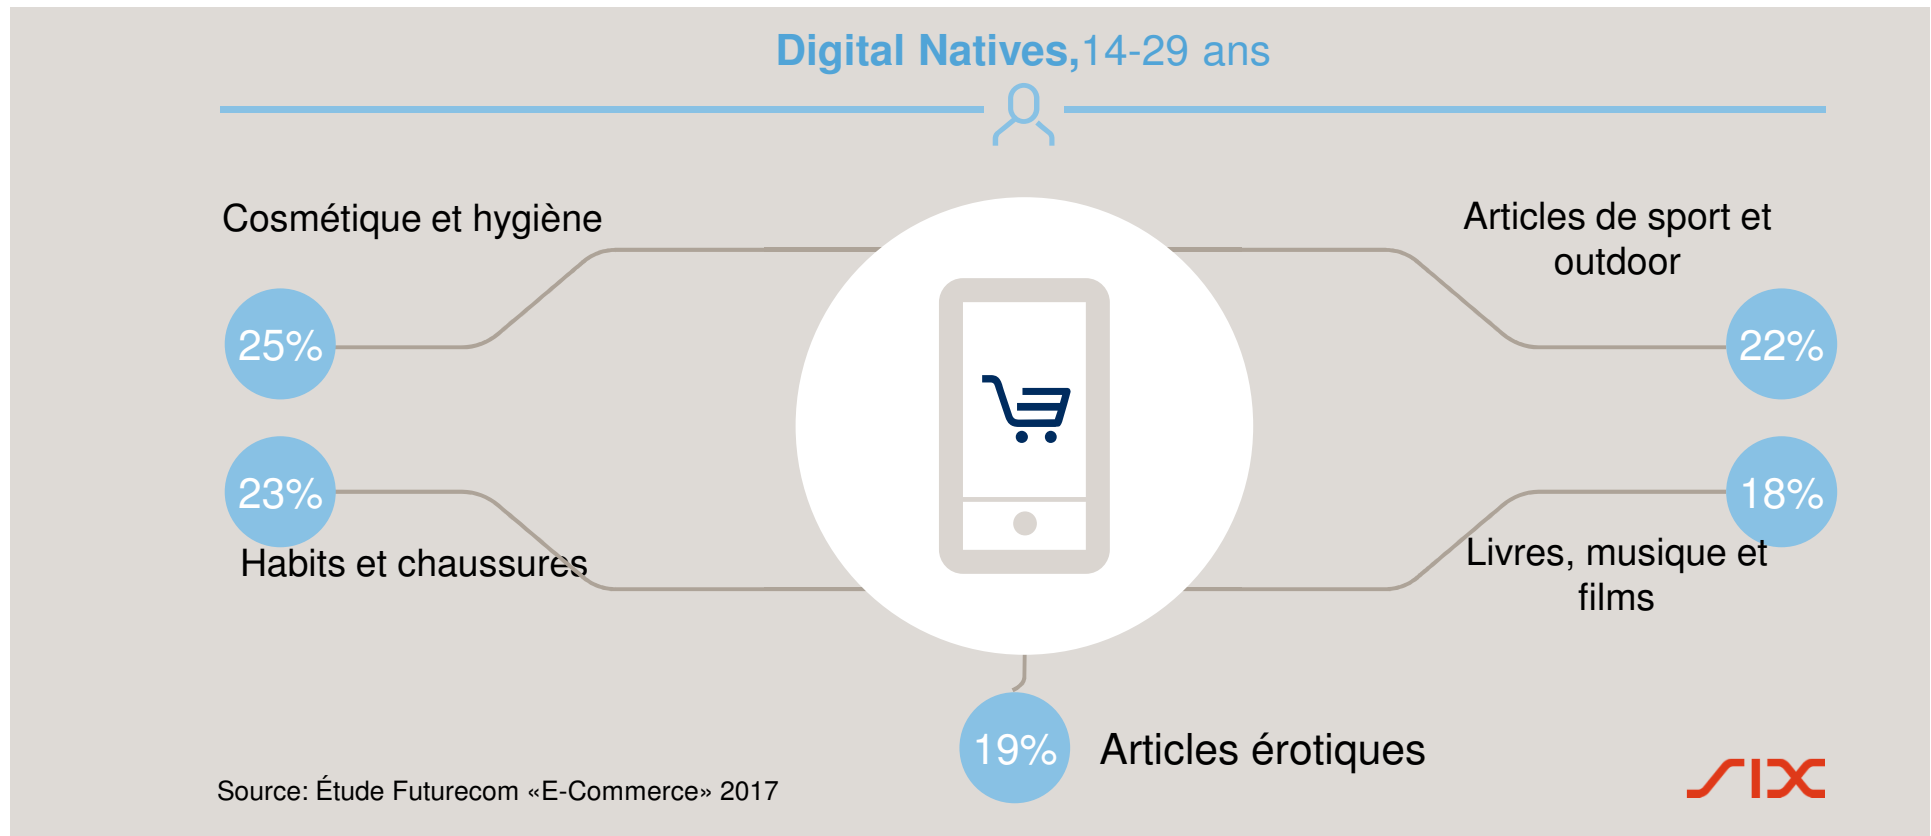 Digital Natives,14-29 ans
Cosmétique et hygiène
25%
23%
Habits et chaussures
Articles de sport et
outdoor
22%
18%
Livres, musique et
films
19%
Articles érotiques
Source: Étude Futurecom «E-Commerce» 2017
SIX